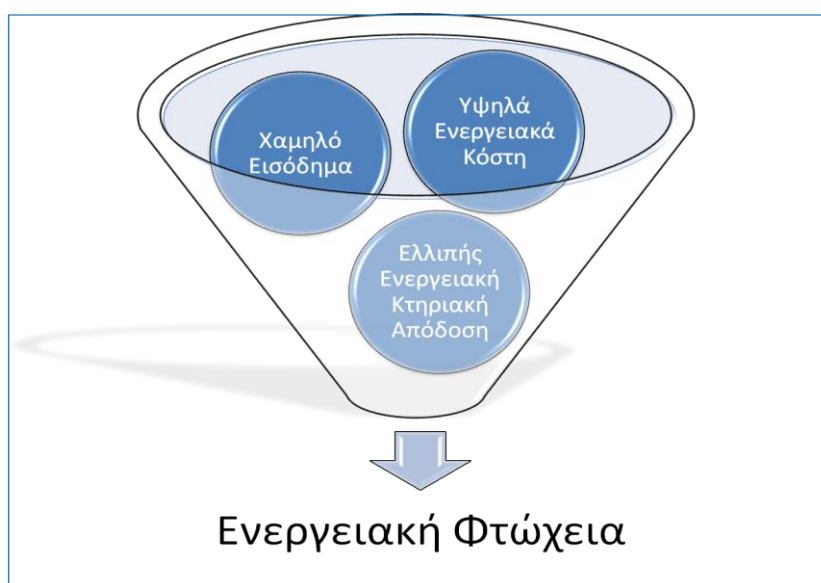 Χαμηλό
Εισόδημα
Υψηλά
Ενεργειακά
Κόστη
Ελλιπής
Ενεργειακή
Κτηριακή
Απόδοση
Ενεργειακή Φτώχεια